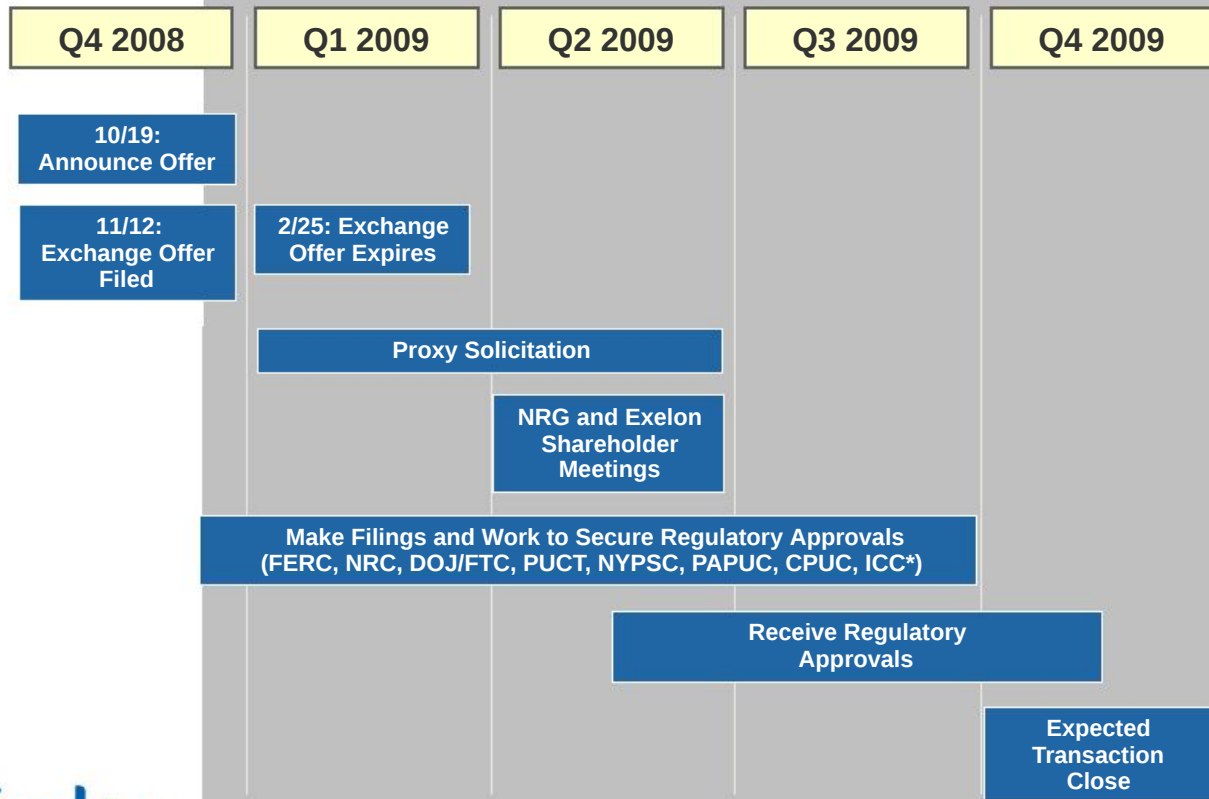 Q4 2008
Q1 2009
Q2 2009
Q3 2009
Q4 2009
10/19:
Announce Offer
11/12:
Exchange Offer
Filed
2/25: Exchange
Offer Expires
Proxy Solicitation
NRG and Exelon
Shareholder
Meetings
Make Filings and Work to Secure Regulatory Approvals
(FERC, NRC, DOJ/FTC, PUCT, NYPSC, PAPUC, CPUC, ICC*)
Receive Regulatory
Approvals
Expected
Transaction
Close